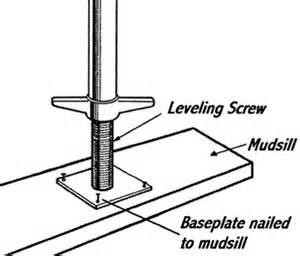 Leveling Screw
Mudsill
Baseplate nailed
to mudsill